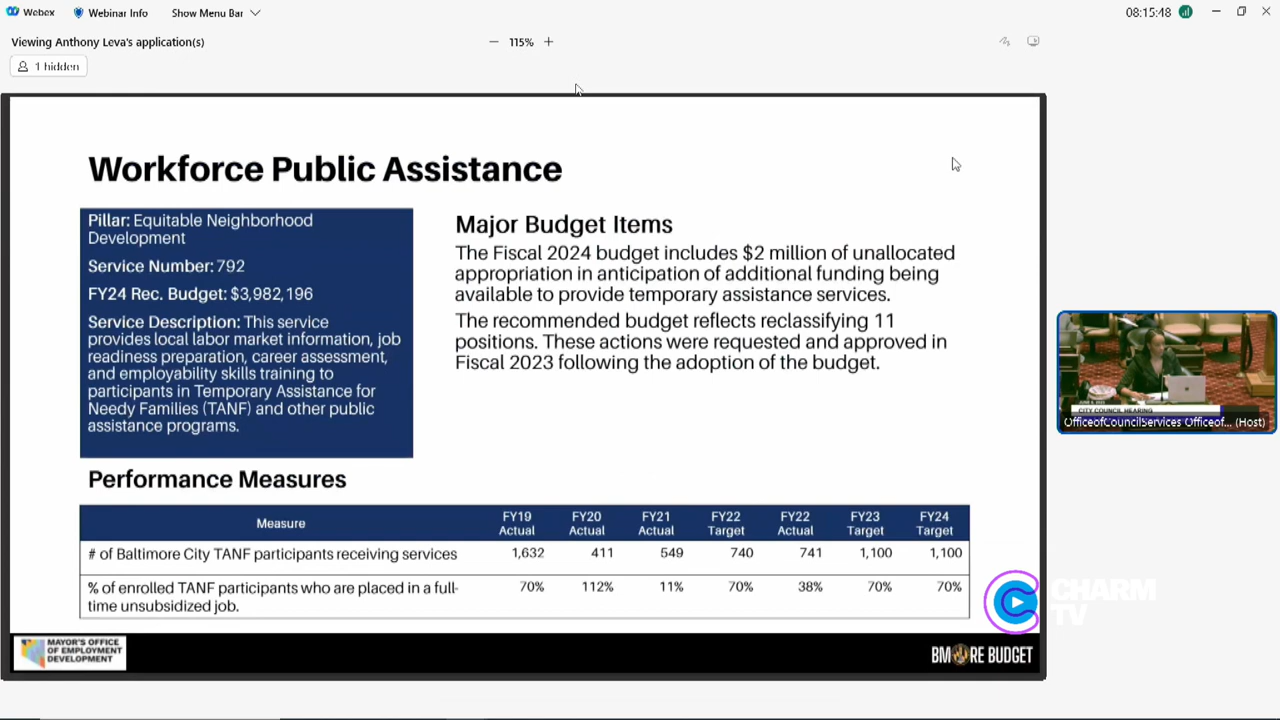 Webex
Webinar Info
Show Menu Bar
08:15:48
Viewing Anthony Leva's application(s)
115%
1 hidden
Workforce Public Assistance
Pillar: Equitable Neighborhood
Development
Service Number: 792
FY24 Rec. Budget: $3,982,196
Service Description: This service
provides local labor market information, job
readiness preparation, career assessment,
and employability skills training to
participants in Temporary Assistance for
Needy Families (TANF) and other public
assistance programs.
Major Budget Items
The Fiscal 2024 budget includes $2 million of unallocated
appropriation in anticipation of additional funding being
available to provide temporary assistance services.
The recommended budget reflects reclassifying 11
positions. These actions were requested and approved in
Fiscal 2023 following the adoption of the budget.
CITY COUNCIL HEARING
OfficeofCouncilServices Officeof... (Host)
Performance Measures
Measure FY19 Actual FY20 Actual FY21 Actual FY22 Target FY22 Actual FY23 Target FY24 Target
# of Baltimore City TANF participants receiving services 1,632 411 549 740 741 1,100 1,100
% of enrolled TANF participants who are placed in a full-
time unsubsidized job. 70% 112% 11% 70% 38% 70% 70%
CHARM
TV
MAYOR'S OFFICE
OF EMPLOYMENT
DEVELOPMENT
BMORE BUDGET